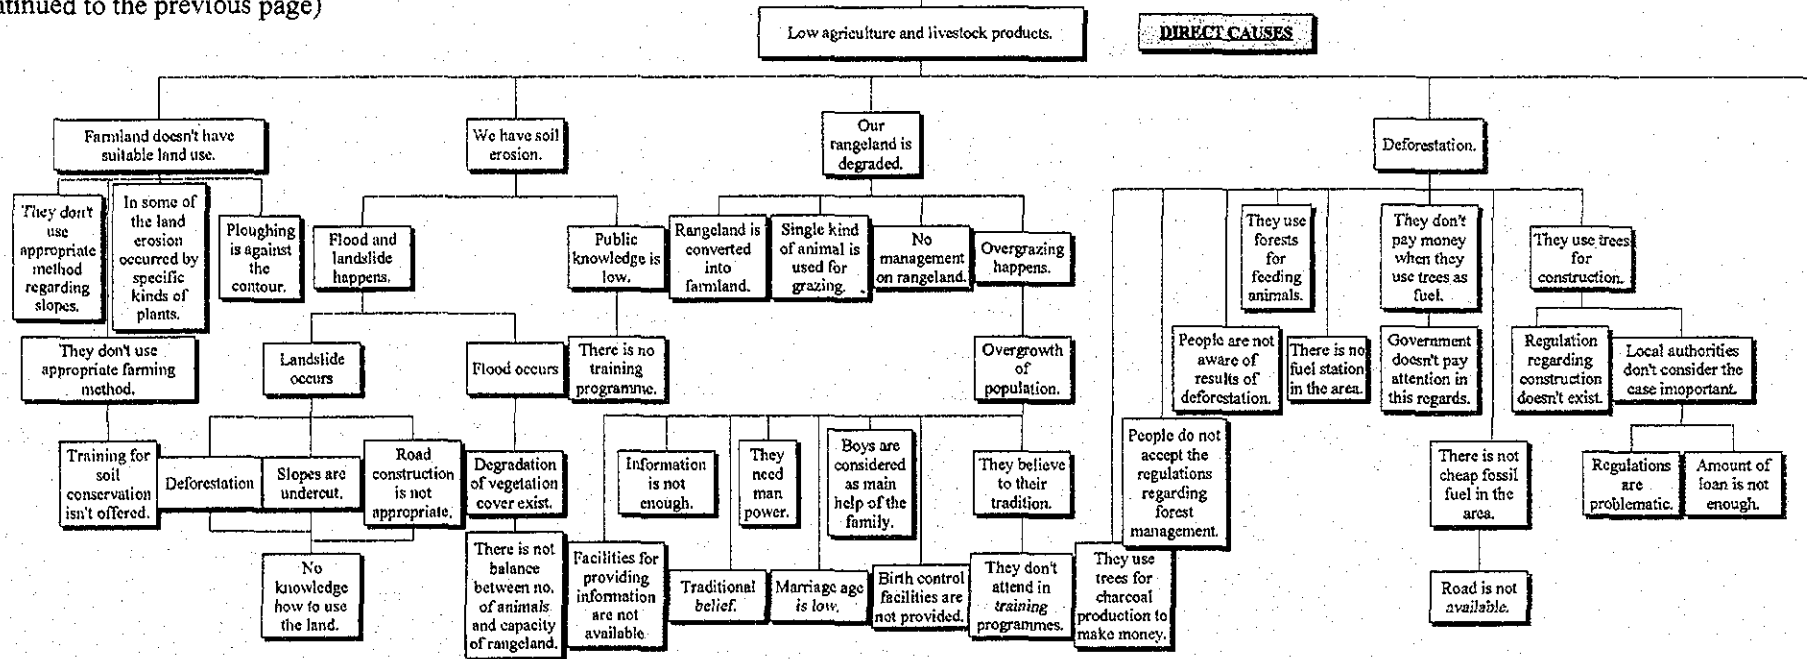 ntinued to the previous page)
Low agriculture and livestock products.
DIRECT CAUSES
Farmland doesn't have
suitable land use.
We have soil
erosion.
Our
rangeland is
degraded.
Deforestation.
They don't
use
appropriate
method
regarding
slopes.
In some of
the land
erosion
occurred by
specific
kinds of
plants.
Ploughing
is against
the
contour.
Flood and
landslide
happens.
Public
knowledge is
low.
Rangeland is
converted
into
farmland.
Single kind
of animal is
used for
grazing.
No
management
on rangeland.
Overgrazing
happens.
They use
forests
for
feeding
animals.
They don't
pay money
when they
use trees as
fuel.
They use trees
for
construction.
They don't use
appropriate farming
method.
Landslide
occurs
Flood occurs
There is no
training
programme.
Overgrowth
of
population.
People are not
aware of
results of
deforestation.
There is no
fuel station
in the area.
Government
doesn't pay
attention in
this regards.
Regulation
regarding
construction
doesn't exist.
Local authorities
don't consider the
case imoportant.
Training for
soil
conservation
isn't offered.
Deforestation
Slopes are
undercut.
Road
construction
is not
appropriate.
Degradation
of vegetation
cover exist.
Information
is not
enough.
They
need
man
power.
Boys are
considered
as main
help of the
family.
They believe
to their
tradition.
People do not
accept the
regulations
regarding
forest
management.
There is not
cheap fossil
fuel in the
area.
Regulations
are
problematic.
Amount of
loan is not
enough.
No
knowledge
how to use
the land.
There is not
balance
between no.
of animals
and capacity
of rangeland.
Facilities for
providing
information
are not
available.
Traditional
belief.
Marriage age
is low.
Birth control
facilities are
not provided.
They don't
attend in
training
programmes.
They use
trees for
charcoal
production to
make money.
Road is not
available.